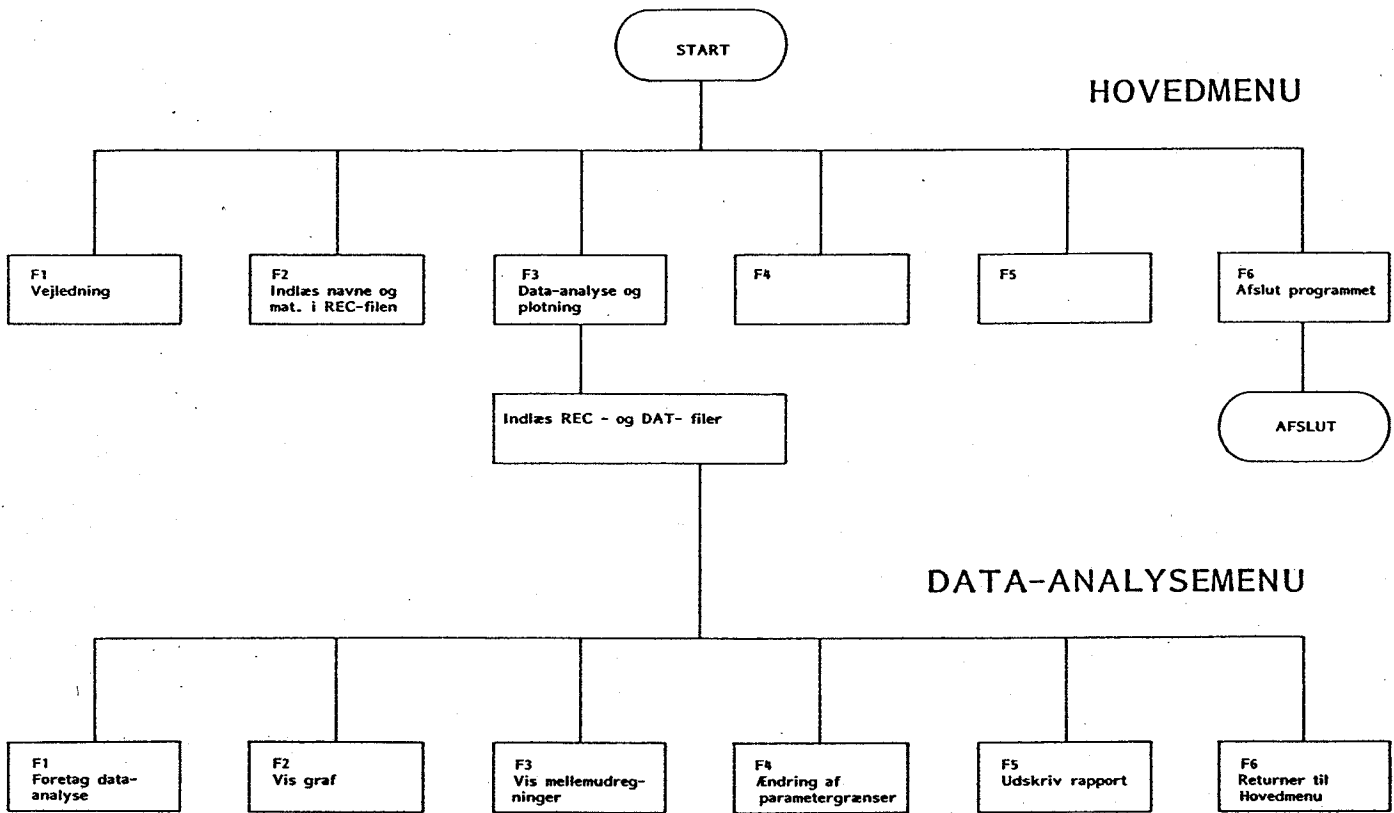 START
HOVEDMENU
F1
Vejledning
F2
Indlæs navne og
mat. i REC-filen
F3
Data-analyse og
plotning
F4
F5
F6
Afslut programmet
Indlæs REC - og DAT- filer
AFSLUT
DATA-ANALYSEMENU
F1
Foretag data-
analyse
F2
Vis graf
F3
Vis mellemudreg-
ninger
F4
Ændring af
parametergrænser
F5
Udskriv rapport
F6
Returner til
Hovedmenu